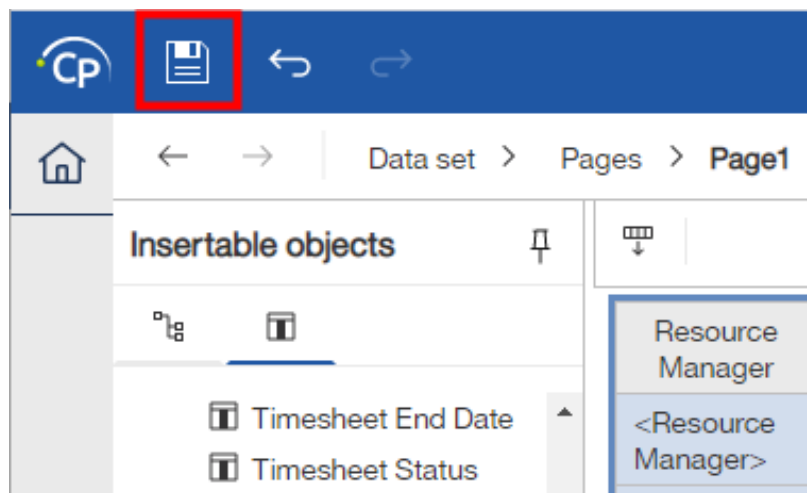 Cp
Data set > Pages > Page1
Insertable objects
Resource
Manager
Timesheet End Date
<Resource
Manager>
Timesheet Status